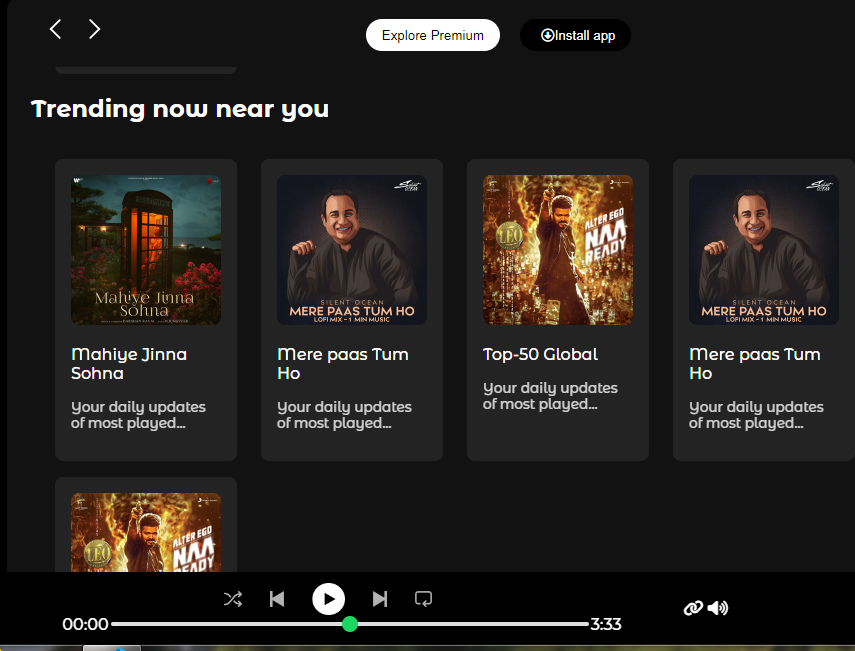 Explore Premium
Install app
Trending now near you
Mahiye Jinna
Sohna
SILENT OCEAN
MERE PAAS TUM HO
LOFI MIX - 1 MIN MUSIC
LEO
ALTER EGO
NAA
READY
SILENT OCEAN
MERE PAAS TUM HO
LOFI MIX - 1 MIN MUSIC
Mahiye Jinna
Sohna
Your daily updates
of most played...
Mere paas Tum
Ho
Your daily updates
of most played...
Top-50 Global
Your daily updates
of most played...
Mere paas Tum
Ho
Your daily updates
of most played...
LEO
ALTER EGO
NAA
READY
00:00
3:33